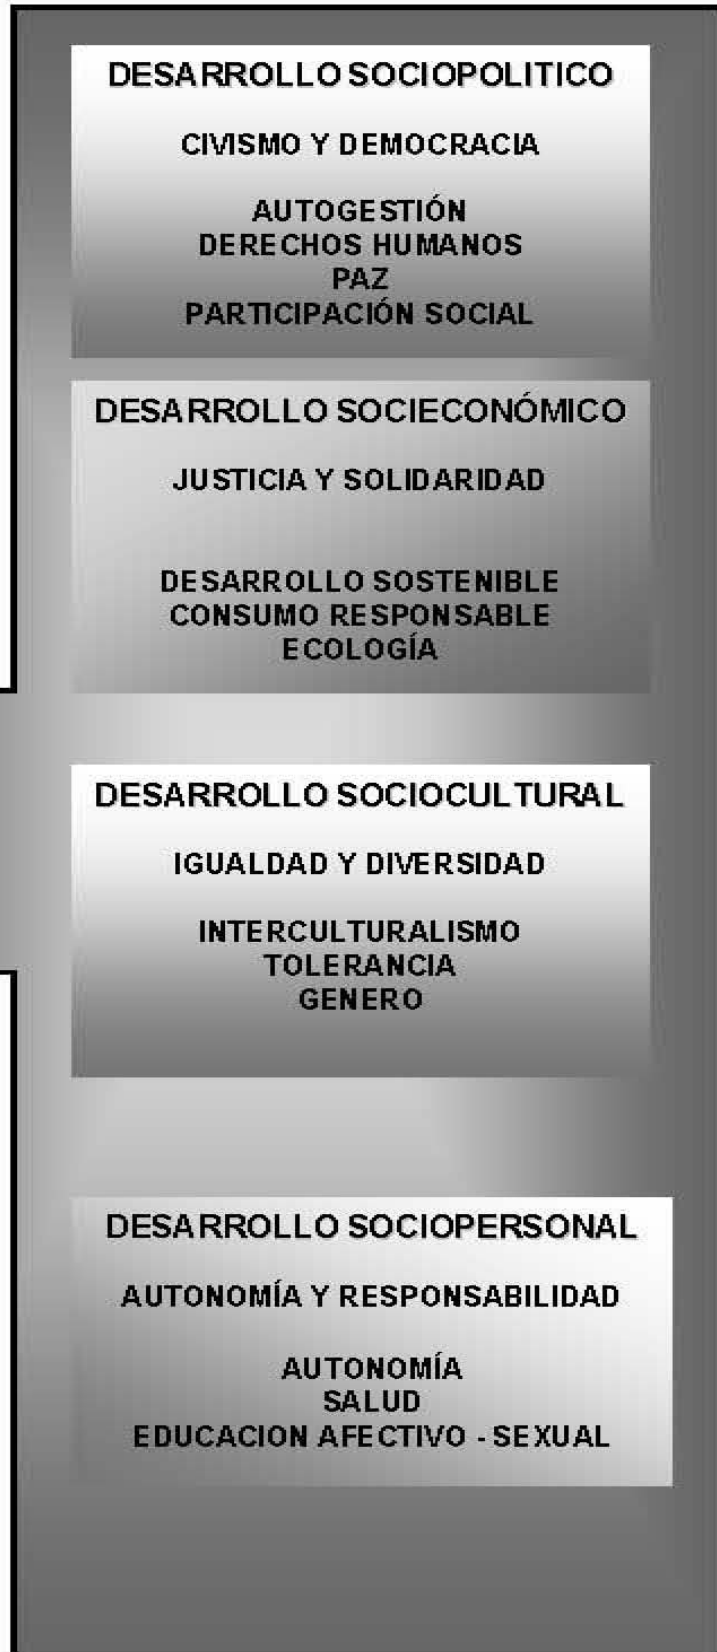 DESARROLLO SOCIOPOLITICO
CIVISMO Y DEMOCRACIA
AUTOGESTIÓN
DERECHOS HUMANOS
PAZ
PARTICIPACIÓN SOCIAL
DESARROLLO SOCIECONÓMICO
JUSTICIA Y SOLIDARIDAD
DESARROLLO SOSTENIBLE
CONSUMO RESPONSABLE
ECOLOGÍA
DESARROLLO SOCIOCULTURAL
IGUALDAD Y DIVERSIDAD
INTERCULTURALISMO
TOLERANCIA
GENERO
DESARROLLO SOCIOPERSONAL
AUTONOMÍA Y RESPONSABILIDAD
AUTONOMÍA
SALUD
EDUCACION AFECTIVO - SEXUAL